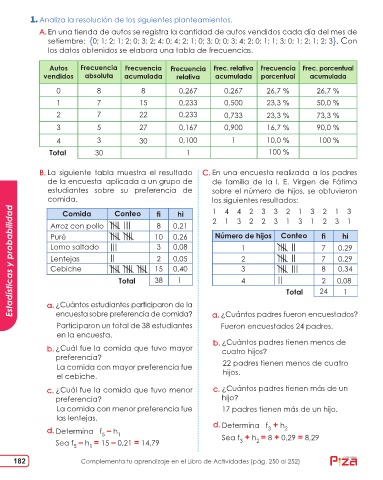 1. Analiza la resolución de los siguientes planteamientos.
A. En una tienda de autos se registra la cantidad de autos vendidos cada día del mes de
setiembre: {0; 1; 2; 1; 2; 0; 3; 2; 4; 0; 4; 2; 1; 0; 3; 0; 0; 3; 4; 2; 0; 1; 1; 3; 0; 1; 2; 1; 2; 3}. Con
los datos obtenidos se elabora una tabla de frecuencias.
Autos vendidos Frecuencia absoluta Frecuencia acumulada Frecuencia relativa Frec. relativa acumulada Frecuencia porcentual Frec. porcentual acumulada
0 8 8 0,267 0,267 26,7 % 26,7 %
1 7 15 0,233 0,500 23,3 % 50,0 %
2 7 22 0,233 0,733 23,3 % 73,3 %
3 5 27 0,167 0,900 16,7 % 90,0 %
4 3 30 0,100 1 10,0 % 100 %
Total 30 1 100 %
B. La siguiente tabla muestra el resultado
de la encuesta aplicada a un grupo de
estudiantes sobre su preferencia de
comida.
Comida Conteo fi hi
Arroz con pollo 8 0,21
Puré 10 0,26
Lomo saltado 3 0,08
Lentejas 2 0,05
Cebiche 15 0,40
Total 38 1
a. ¿Cuántos estudiantes participaron de la
encuesta sobre preferencia de comida?
Participaron un total de 38 estudiantes
en la encuesta.
b. ¿Cuál fue la comida que tuvo mayor
preferencia?
La comida con mayor preferencia fue
el cebiche.
c. ¿Cuál fue la comida que tuvo menor
preferencia?
La comida con menor preferencia fue
las lentejas.
d. Determina f5 – h1
Sea f5 – h1 = 15 – 0,21 = 14,79
C. En una encuesta realizada a los padres
de familia de la I. E. Virgen de Fátima
sobre el número de hijos, se obtuvieron
los siguientes resultados:
1 4 4 2 3 3 2 1 3 2 1 3
2 1 3 2 2 3 1 3 1 2 3 1
Número de hijos Conteo fi hi
1 7 0,29
2 7 0,29
3 8 0,34
4 2 0,08
Total 24 1
a. ¿Cuántos padres fueron encuestados?
Fueron encuestados 24 padres.
b. ¿Cuántos padres tienen menos de
cuatro hijos?
22 padres tienen menos de cuatro
hijos.
c. ¿Cuántos padres tienen más de un
hijo?
17 padres tienen más de un hijo.
d. Determina f3 + h2
Sea f3 + h2 = 8 + 0,29 = 8,29
Estadísticas y probabilidad
182 Complementa tu aprendizaje en el Libro de Actividades (pág. 250 al 252)